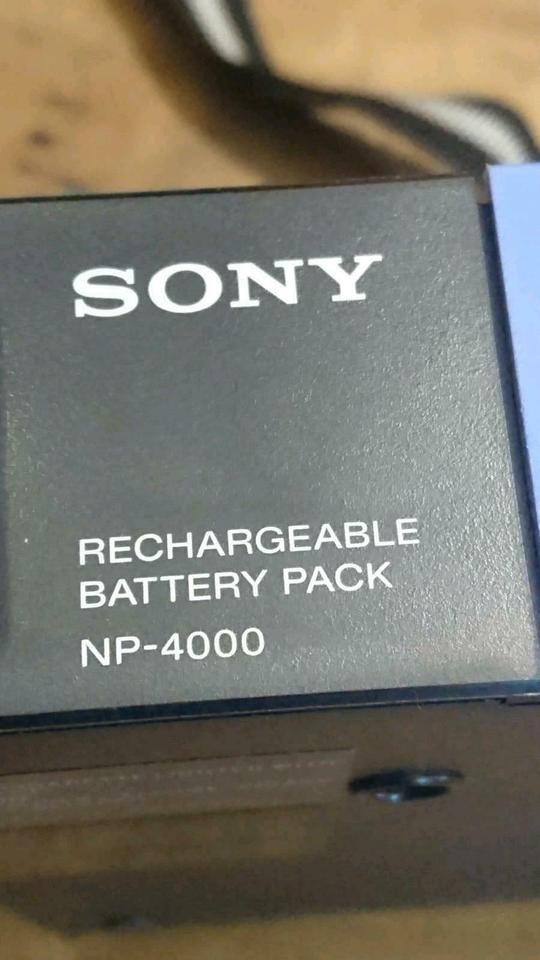 SONY
RECHARGEABLE
BATTERY PACK
NP-4000